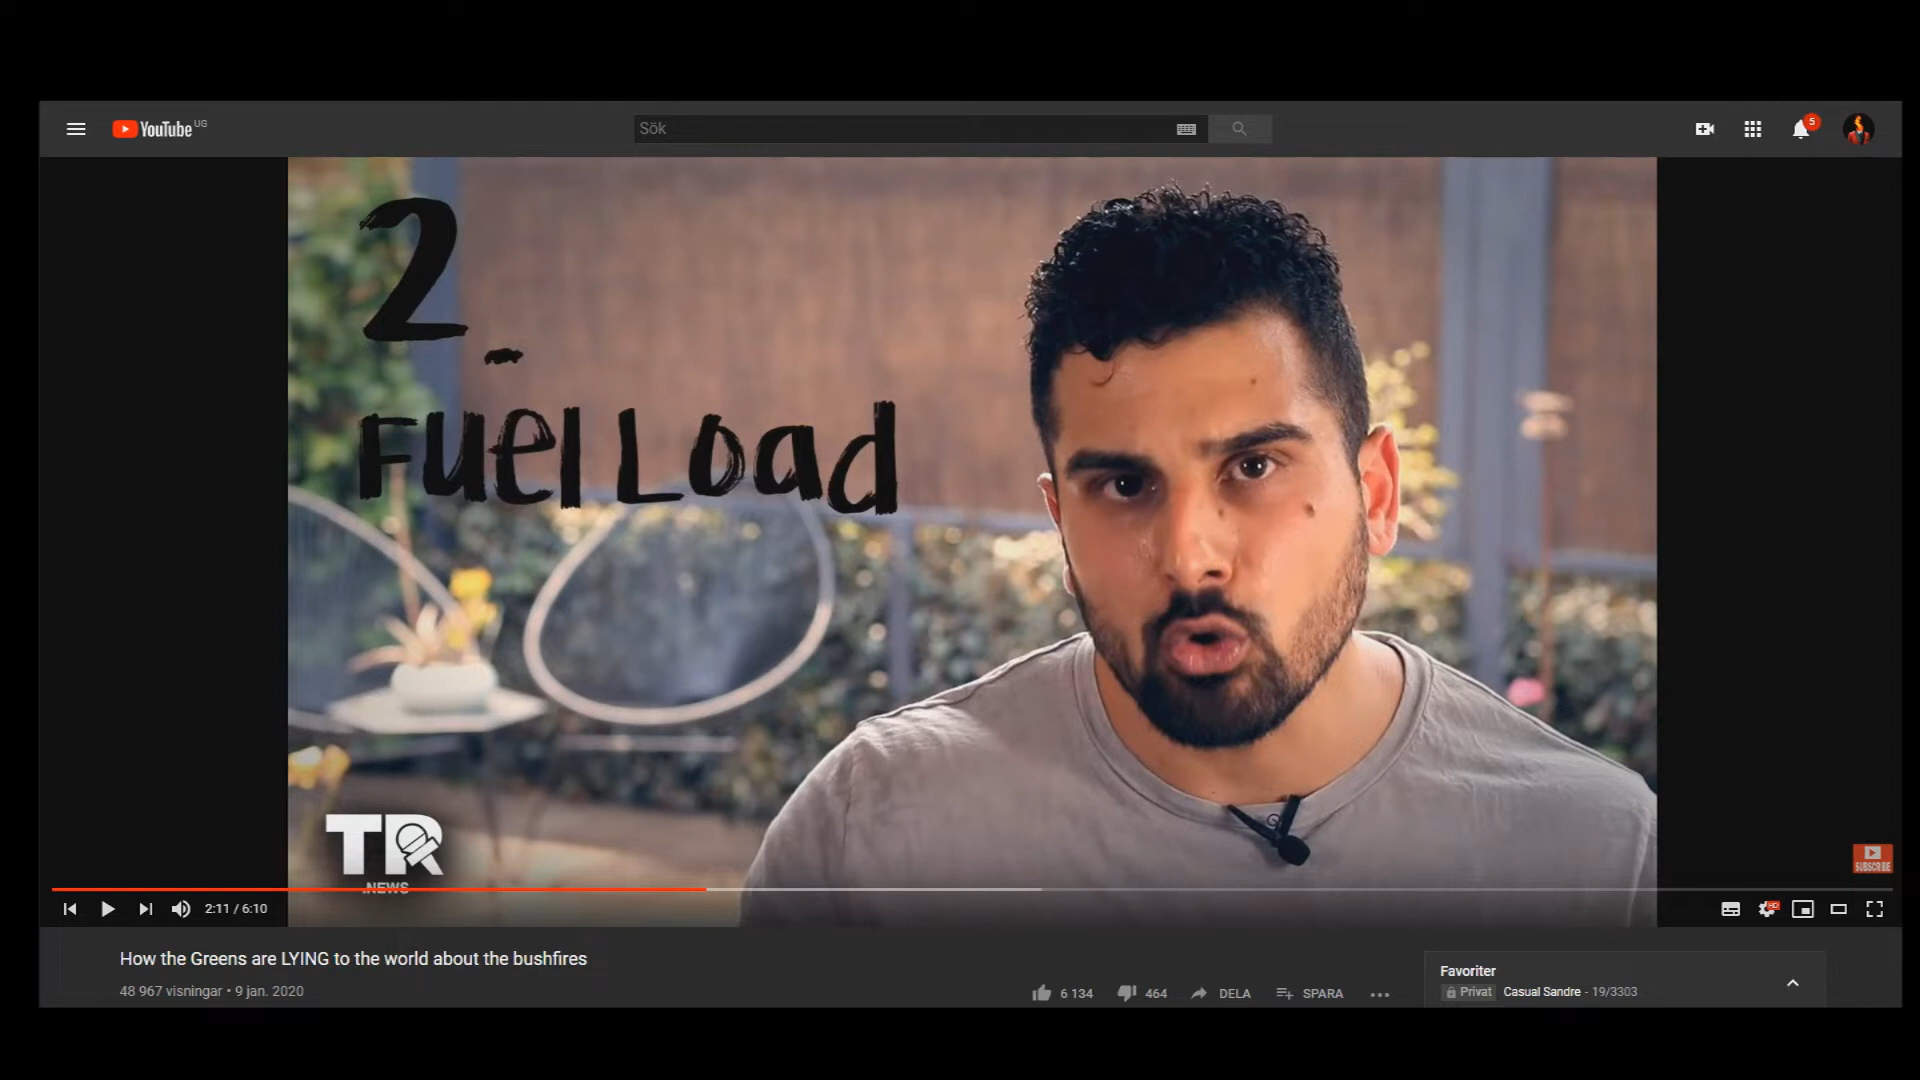 YouTube UG
Sök
5
2
-
Fuel Load
TR
.NEWS
SUBSCRIBE
2:11 / 6:10
HD
How the Greens are LYING to the world about the bushfires
48 967 visningar • 9 jan. 2020
6 134
464
DELA
SPARA
Favoriter
Privat Casual Sandre - 19/3303